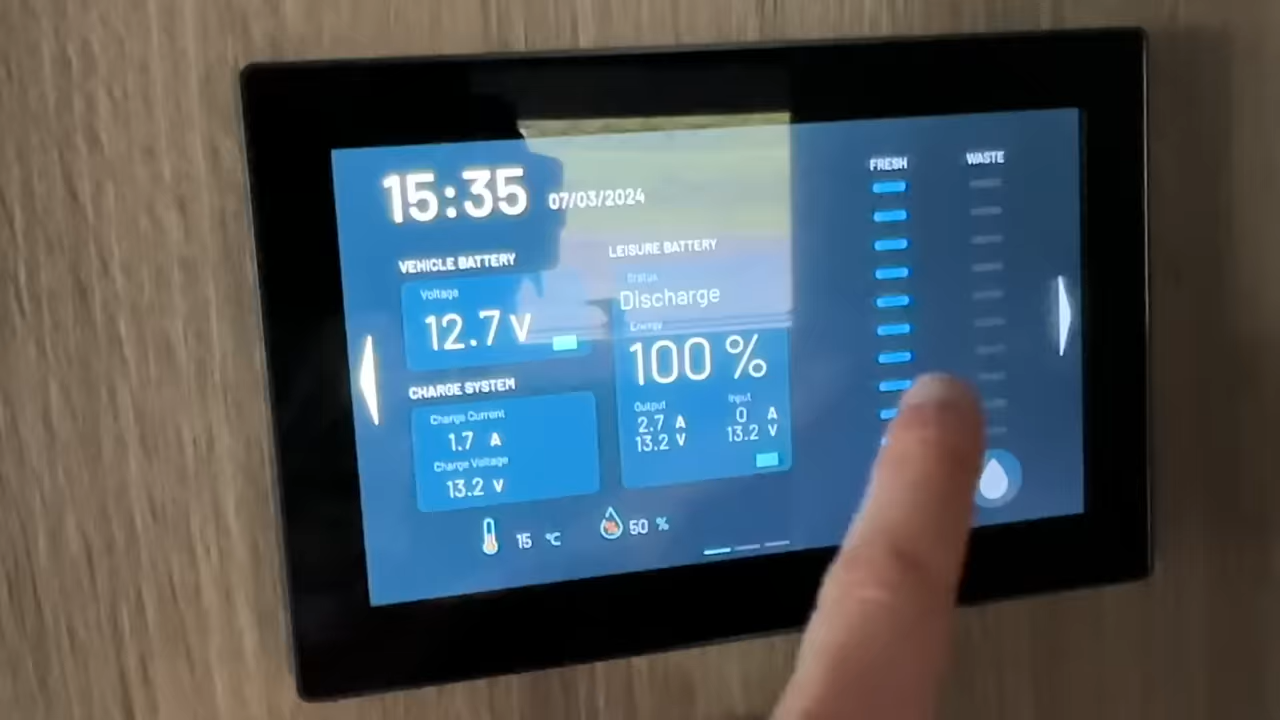 15:35 07/03/2024
VEHICLE BATTERY
Voltage
12.7 V
CHARGE SYSTEM
Charge Current
1.7 A
Charge Voltage
13.2 V
LEISURE BATTERY
Status
Discharge
Energy
100 %
Output Input
2.7 A 0 A
13.2 V 13.2 V
15 °C 50 %
FRESH WASTE